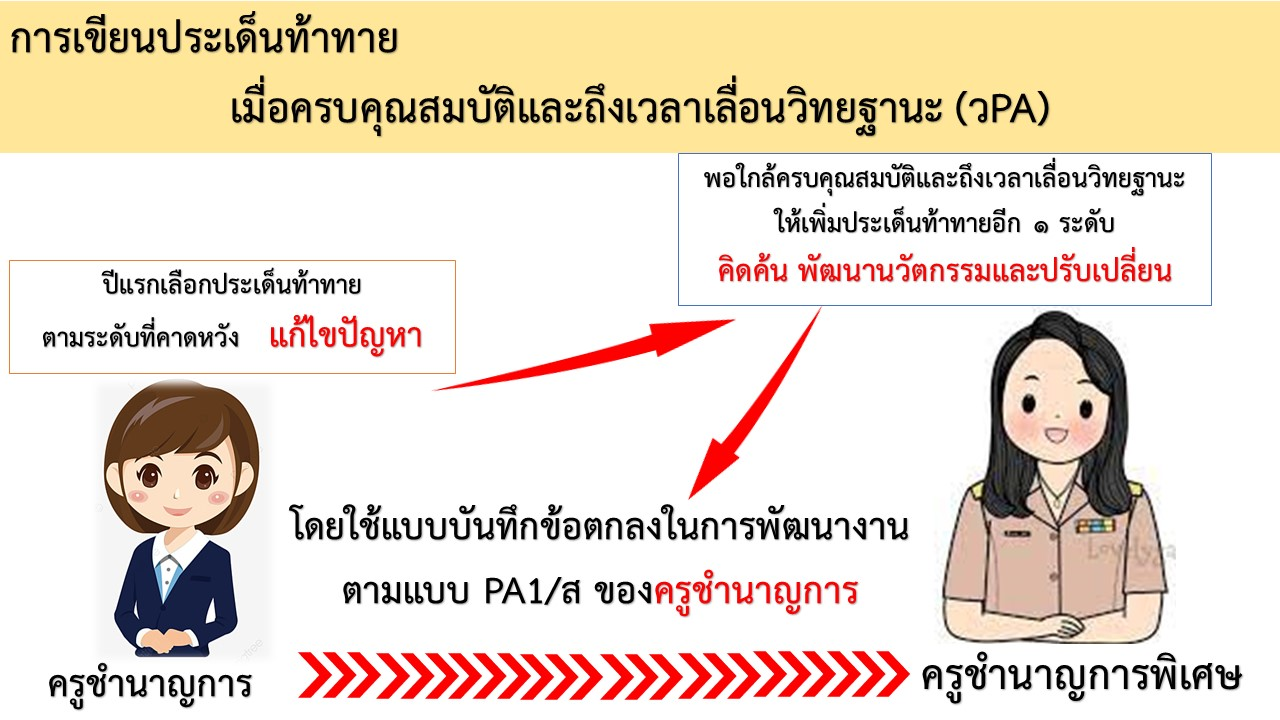 การเขียนประเด็นท้าทาย
เมื่อครบคุณสมบัติและถึงเวลาเลื่อนวิทยฐานะ (วPA)
พอใกล้ครบคุณสมบัติและถึงเวลาเลื่อนวิทยฐานะ
ให้เพิ่มประเด็นท้าทายอีก ๑ ระดับ
คิดค้น พัฒนานวัตกรรมและปรับเปลี่ยน
ปีแรกเลือกประเด็นท้าทาย
ตามระดับที่คาดหวัง แก้ไขปัญหา
โดยใช้แบบบันทึกข้อตกลงในการพัฒนางาน
ตามแบบ PA1/ส ของครูชำนาญการ
ครูชำนาญการ
ครูชำนาญการพิเศษ